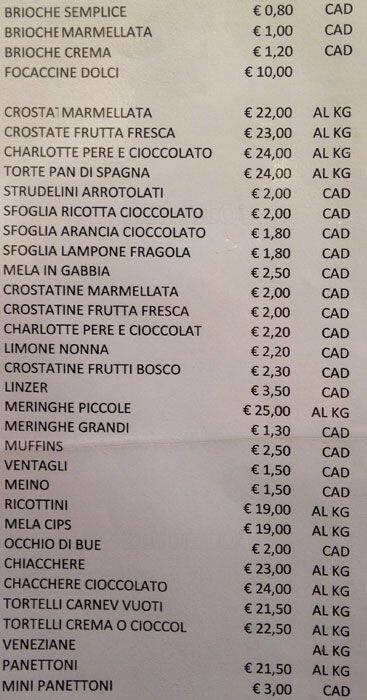 BRIOCHE SEMPLICE € 0,80 CAD
BRIOCHE MARMELLATA € 1,00 CAD
BRIOCHE CREMA € 1,20 CAD
FOCACCINE DOLCI € 10,00
CROSTAT MARMELLATA € 22,00 AL KG
CROSTATE FRUTTA FRESCA € 23,00 AL KG
CHARLOTTE PERE E CIOCCOLATO € 24,00 AL KG
TORTE PAN DI SPAGNA € 24,00 AL KG
STRUDELINI ARROTOLATI € 2,00 CAD
SFOGLIA RICOTTA CIOCCOLATO € 2,00 CAD
SFOGLIA ARANCIA CIOCCOLATO € 1,80 CAD
SFOGLIA LAMPONE FRAGOLA € 1,80 CAD
MELA IN GABBIA € 2,50 CAD
CROSTATINE MARMELLATA € 2,00 CAD
CROSTATINE FRUTTA FRESCA € 2,00 CAD
CHARLOTTE PERE E CIOCCOLAT € 2,20 CAD
LIMONE NONNA € 2,20 CAD
CROSTATINE FRUTTI BOSCO € 2,30 CAD
LINZER € 3,50 CAD
MERINGHE PICCOLE € 25,00 AL KG
MERINGHE GRANDI € 1,30 CAD
MUFFINS € 2,50 CAD
VENTAGLI € 1,50 CAD
MEINO € 1,50 CAD
RICOTTINI € 19,00 AL KG
MELA CIPS € 19,00 AL KG
OCCHIO DI BUE € 2,00 CAD
CHIACCHERE € 23,00 AL KG
CHACCHERE CIOCCOLATO € 24,00 AL KG
TORTELLI CARNEV VUOTI € 21,50 AL KG
TORTELLI CREMA O CIOCCOL € 22,50 AL KG
VENEZIANE AL KG
PANETTONI € 21,50 AL KG
MINI PANETTONI € 3,00 CAD